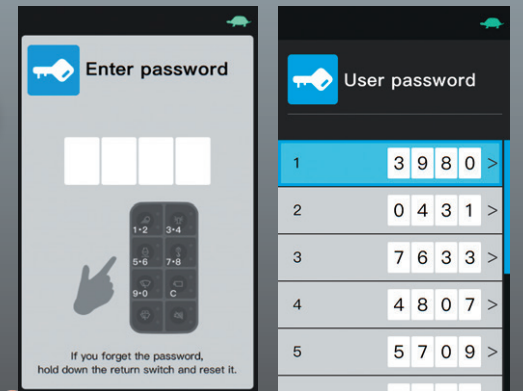 Enter password
1•2 3•4
5•6 7•8
9•0 C
If you forget the password,
hold down the return switch and reset it.
User password
1 3 9 8 0 >
2 0 4 3 1 >
3 7 6 3 3 >
4 4 8 0 7 >
5 5 7 0 9 >